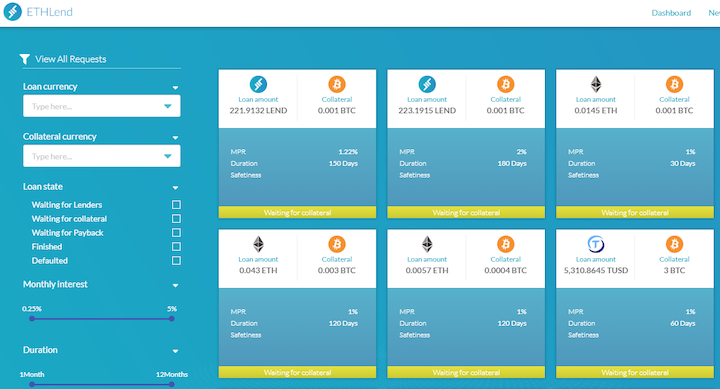 ETHLend
Dashboard
Ne
View All Requests
Loan currency
Type here...
Collateral currency
Type here...
Loan state
Waiting for Lenders
Waiting for collateral
Waiting for Payback
Finished
Defaulted
Monthly interest
0.25% 5%
Duration
1Month 12Months
Loan amount Collateral
221.9132 LEND 0.001 BTC
MPR 1.22%
Duration 150 Days
Safetiness
Waiting for collateral
Loan amount Collateral
223.1915 LEND 0.001 BTC
MPR 2%
Duration 180 Days
Safetiness
Waiting for collateral
Loan amount Collateral
0.0145 ETH 0.001 BTC
MPR 1%
Duration 30 Days
Safetiness
Waiting for collateral
Loan amount Collateral
0.043 ETH 0.003 BTC
MPR 1%
Duration 120 Days
Safetiness
Waiting for collateral
Loan amount Collateral
0.0057 ETH 0.0004 BTC
MPR 1%
Duration 120 Days
Safetiness
Waiting for collateral
Loan amount Collateral
5,310.8645 TUSD 3 BTC
MPR 1%
Duration 60 Days
Safetiness
Waiting for collateral